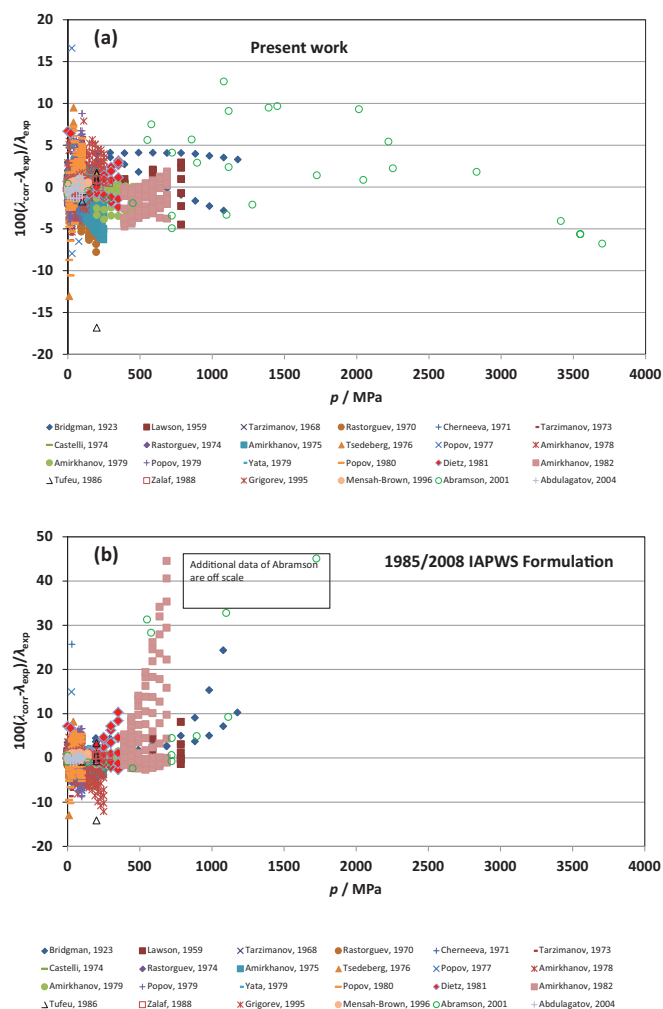 (a)
Present work
20
15
10
5
0
-5
-10
-15
-20
100(λcorr-λexp)/λexp
0 500 1000 1500 2000 2500 3000 3500 4000
p / MPa
Bridgman, 1923 Lawson, 1959 Tarzimanov, 1968 Rastorguev, 1970 Cherneeva, 1971 Tarzimanov, 1973
Castelli, 1974 Rastorguev, 1974 Amirkhanov, 1975 Tsedeberg, 1976 Popov, 1977 Amirkhanov, 1978
Amirkhanov, 1979 Popov, 1979 Yata, 1979 Popov, 1980 Dietz, 1981 Amirkhanov, 1982
Tufeu, 1986 Zalaf, 1988 Grigorev, 1995 Mensah-Brown, 1996 Abramson, 2001 Abdulagatov, 2004
(b)
Additional data of Abramson
are off scale
1985/2008 IAPWS Formulation
50
40
30
20
10
0
-10
-20
100(λcorr-λexp)/λexp
0 500 1000 1500 2000 2500 3000 3500 4000
p / MPa
Bridgman, 1923 Lawson, 1959 Tarzimanov, 1968 Rastorguev, 1970 Cherneeva, 1971 Tarzimanov, 1973
Castelli, 1974 Rastorguev, 1974 Amirkhanov, 1975 Tsedeberg, 1976 Popov, 1977 Amirkhanov, 1978
Amirkhanov, 1979 Popov, 1979 Yata, 1979 Popov, 1980 Dietz, 1981 Amirkhanov, 1982
Tufeu, 1986 Zalaf, 1988 Grigorev, 1995 Mensah-Brown, 1996 Abramson, 2001 Abdulagatov, 2004